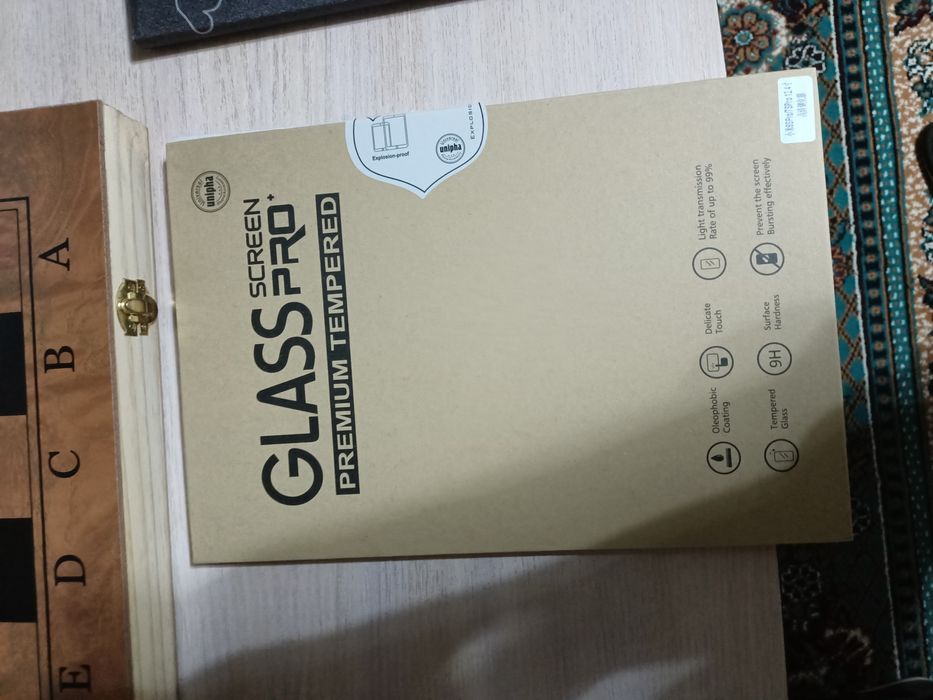 unipha
SCREEN
GLASS PRO+
PREMIUM TEMPERED
Explosion-proof
unipha
EXPLOSIO
Oleophobic
Coating
Delicate
Touch
Light transmission
Rate of up to 99%
Tempered
Glass
9H
Surface
Hardness
Prevent the screen
Bursting effectively
A
B
C
D
E